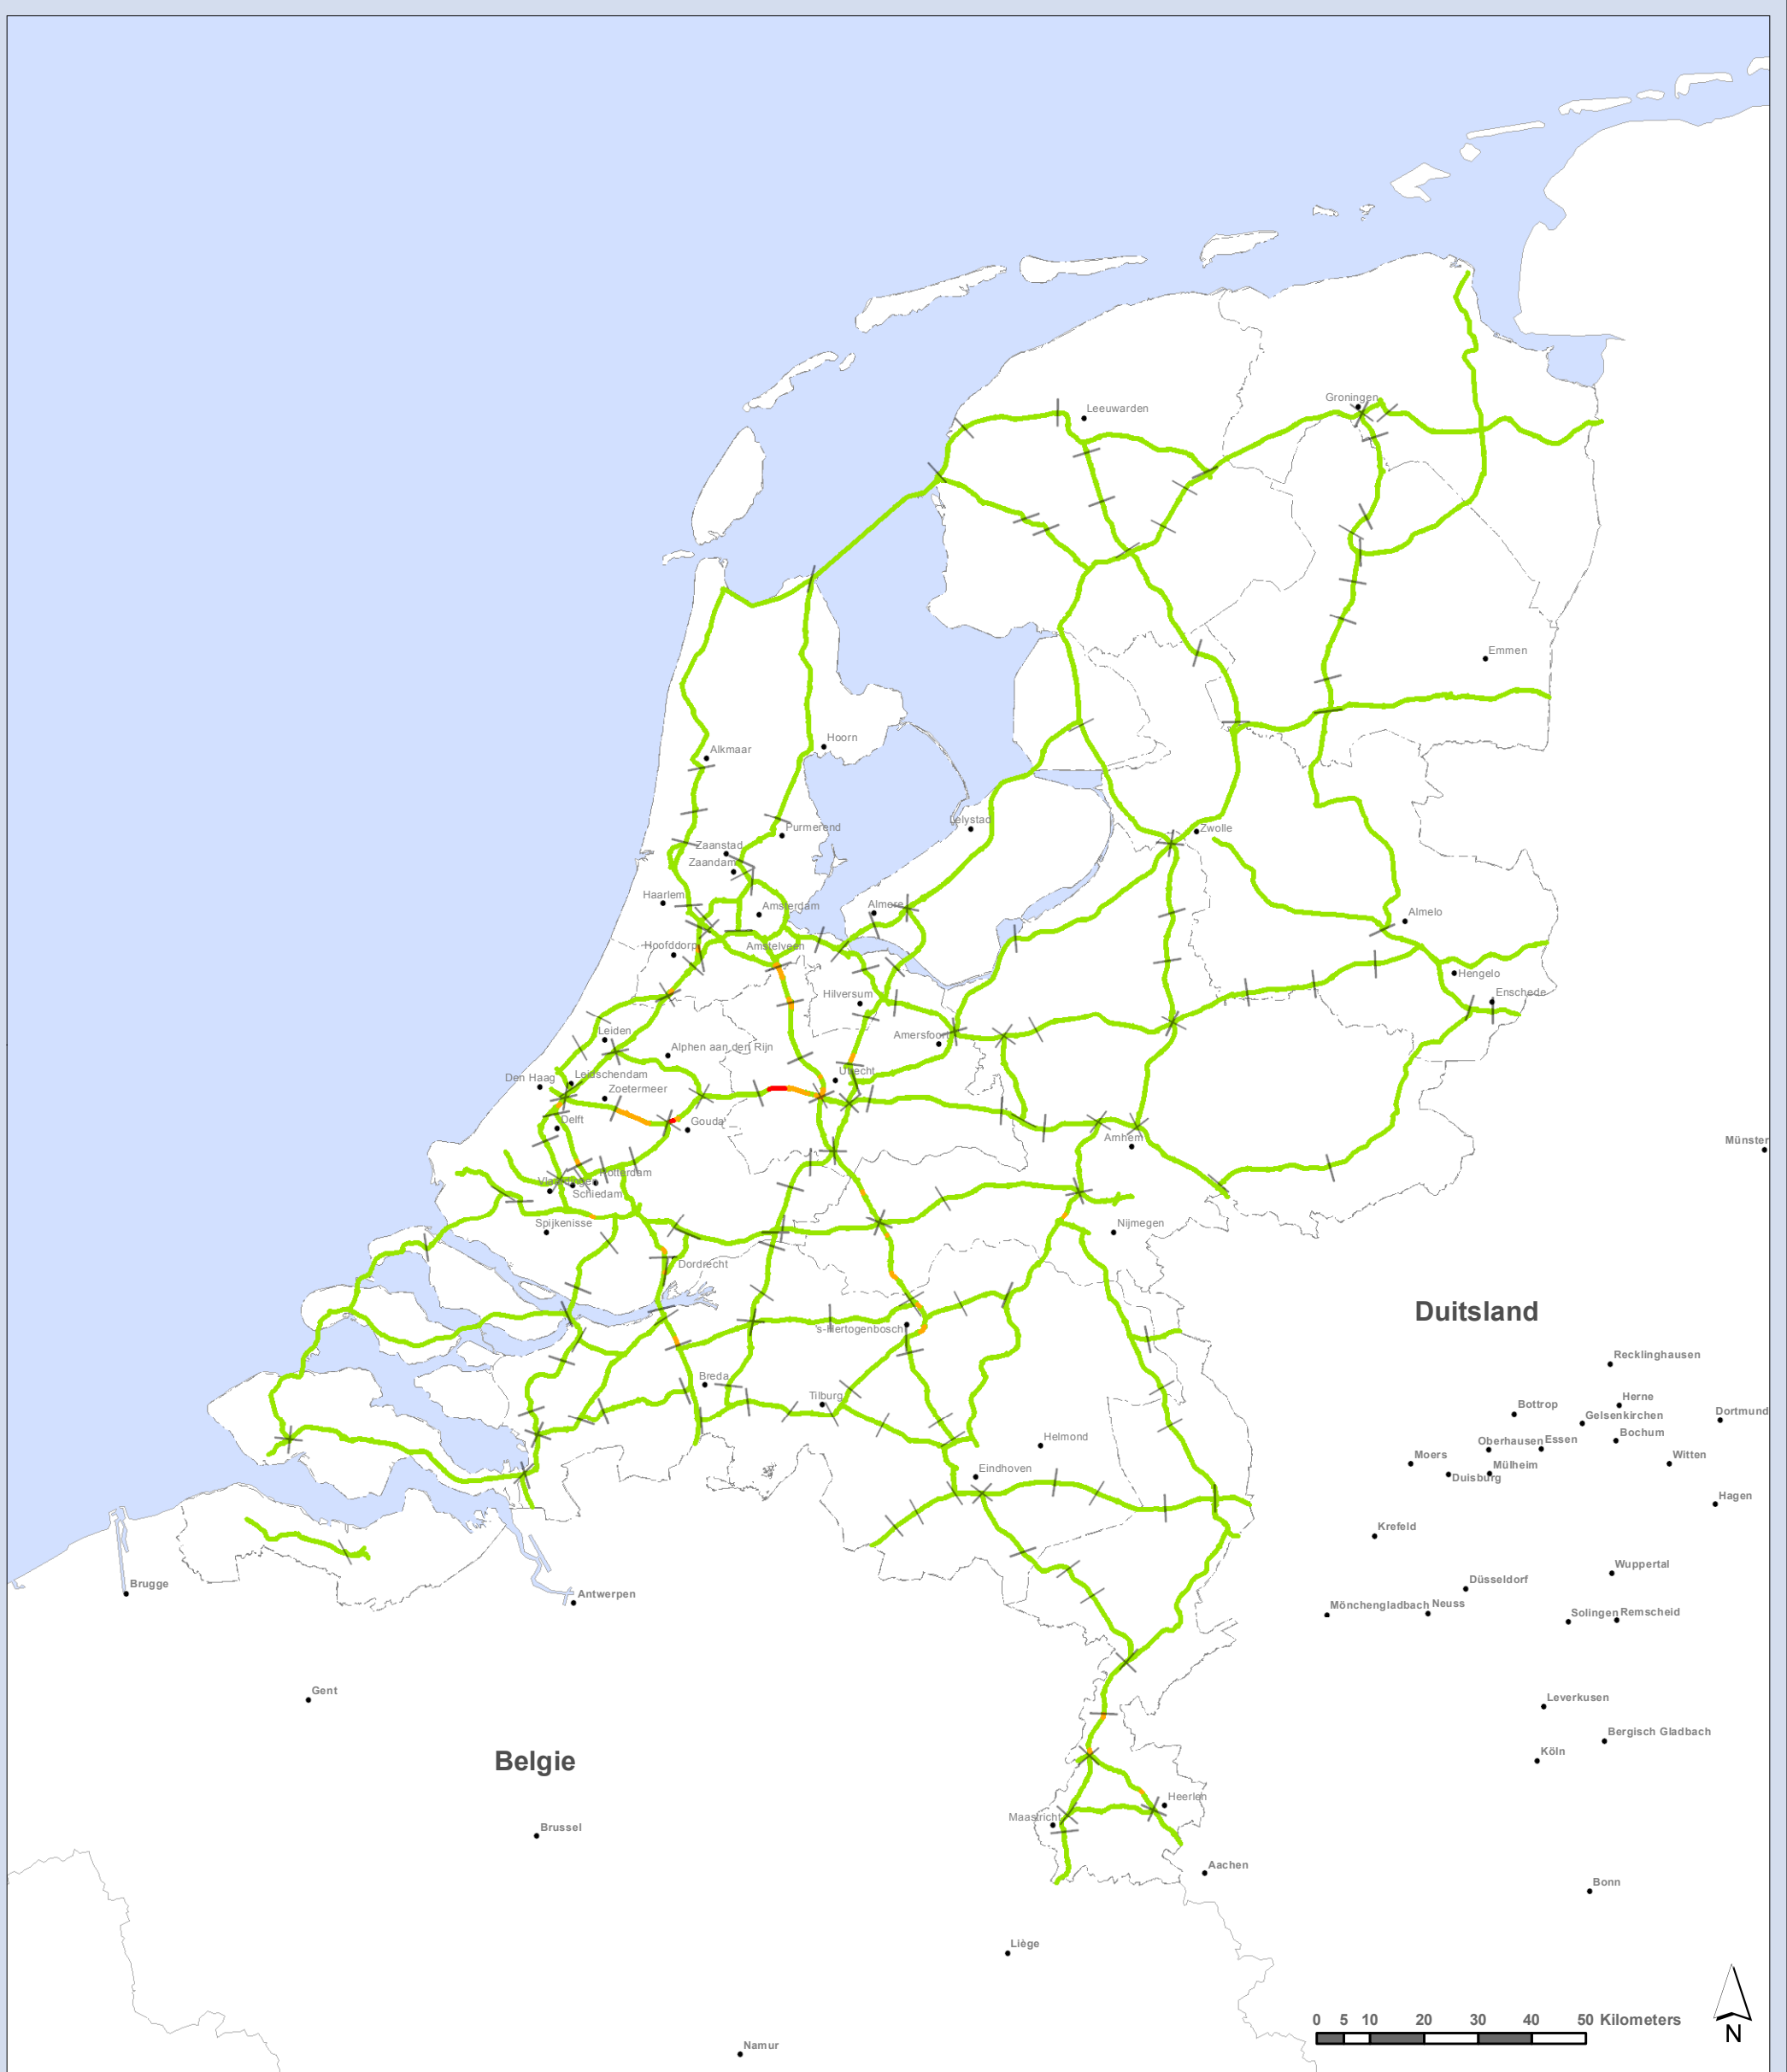 Groningen
Leeuwarden
Emmen
Hoorn
Alkmaar
Purmerend
Lelystad
Zwolle
Zaanstad
Zaandam
Haarlem
Amsterdam
Almere
Almelo
Hoofddorp
Amstelveen
Hengelo
Hilversum
Enschede
Leiden
Amersfoort
Alphen aan den Rijn
Den Haag
Leidschendam
Utrecht
Zoetermeer
Delft
Gouda
Arnhem
Münster
Rotterdam
Vlaardingen
Schiedam
Spijkenisse
Nijmegen
Dordrecht
Duitsland
's-Hertogenbosch
Recklinghausen
Breda
Tilburg
Herne
Bottrop
Gelsenkirchen
Dortmund
Bochum
Helmond
Oberhausen
Essen
Moers
Mülheim
Witten
Eindhoven
Duisburg
Hagen
Krefeld
Wuppertal
Brugge
Antwerpen
Düsseldorf
Mönchengladbach
Neuss
Solingen
Remscheid
Gent
Leverkusen
Bergisch Gladbach
Belgie
Köln
Heerlen
Maastricht
Brussel
Aachen
Bonn
Liège
0 5 10 20 30 40 50 Kilometers
N
Namur